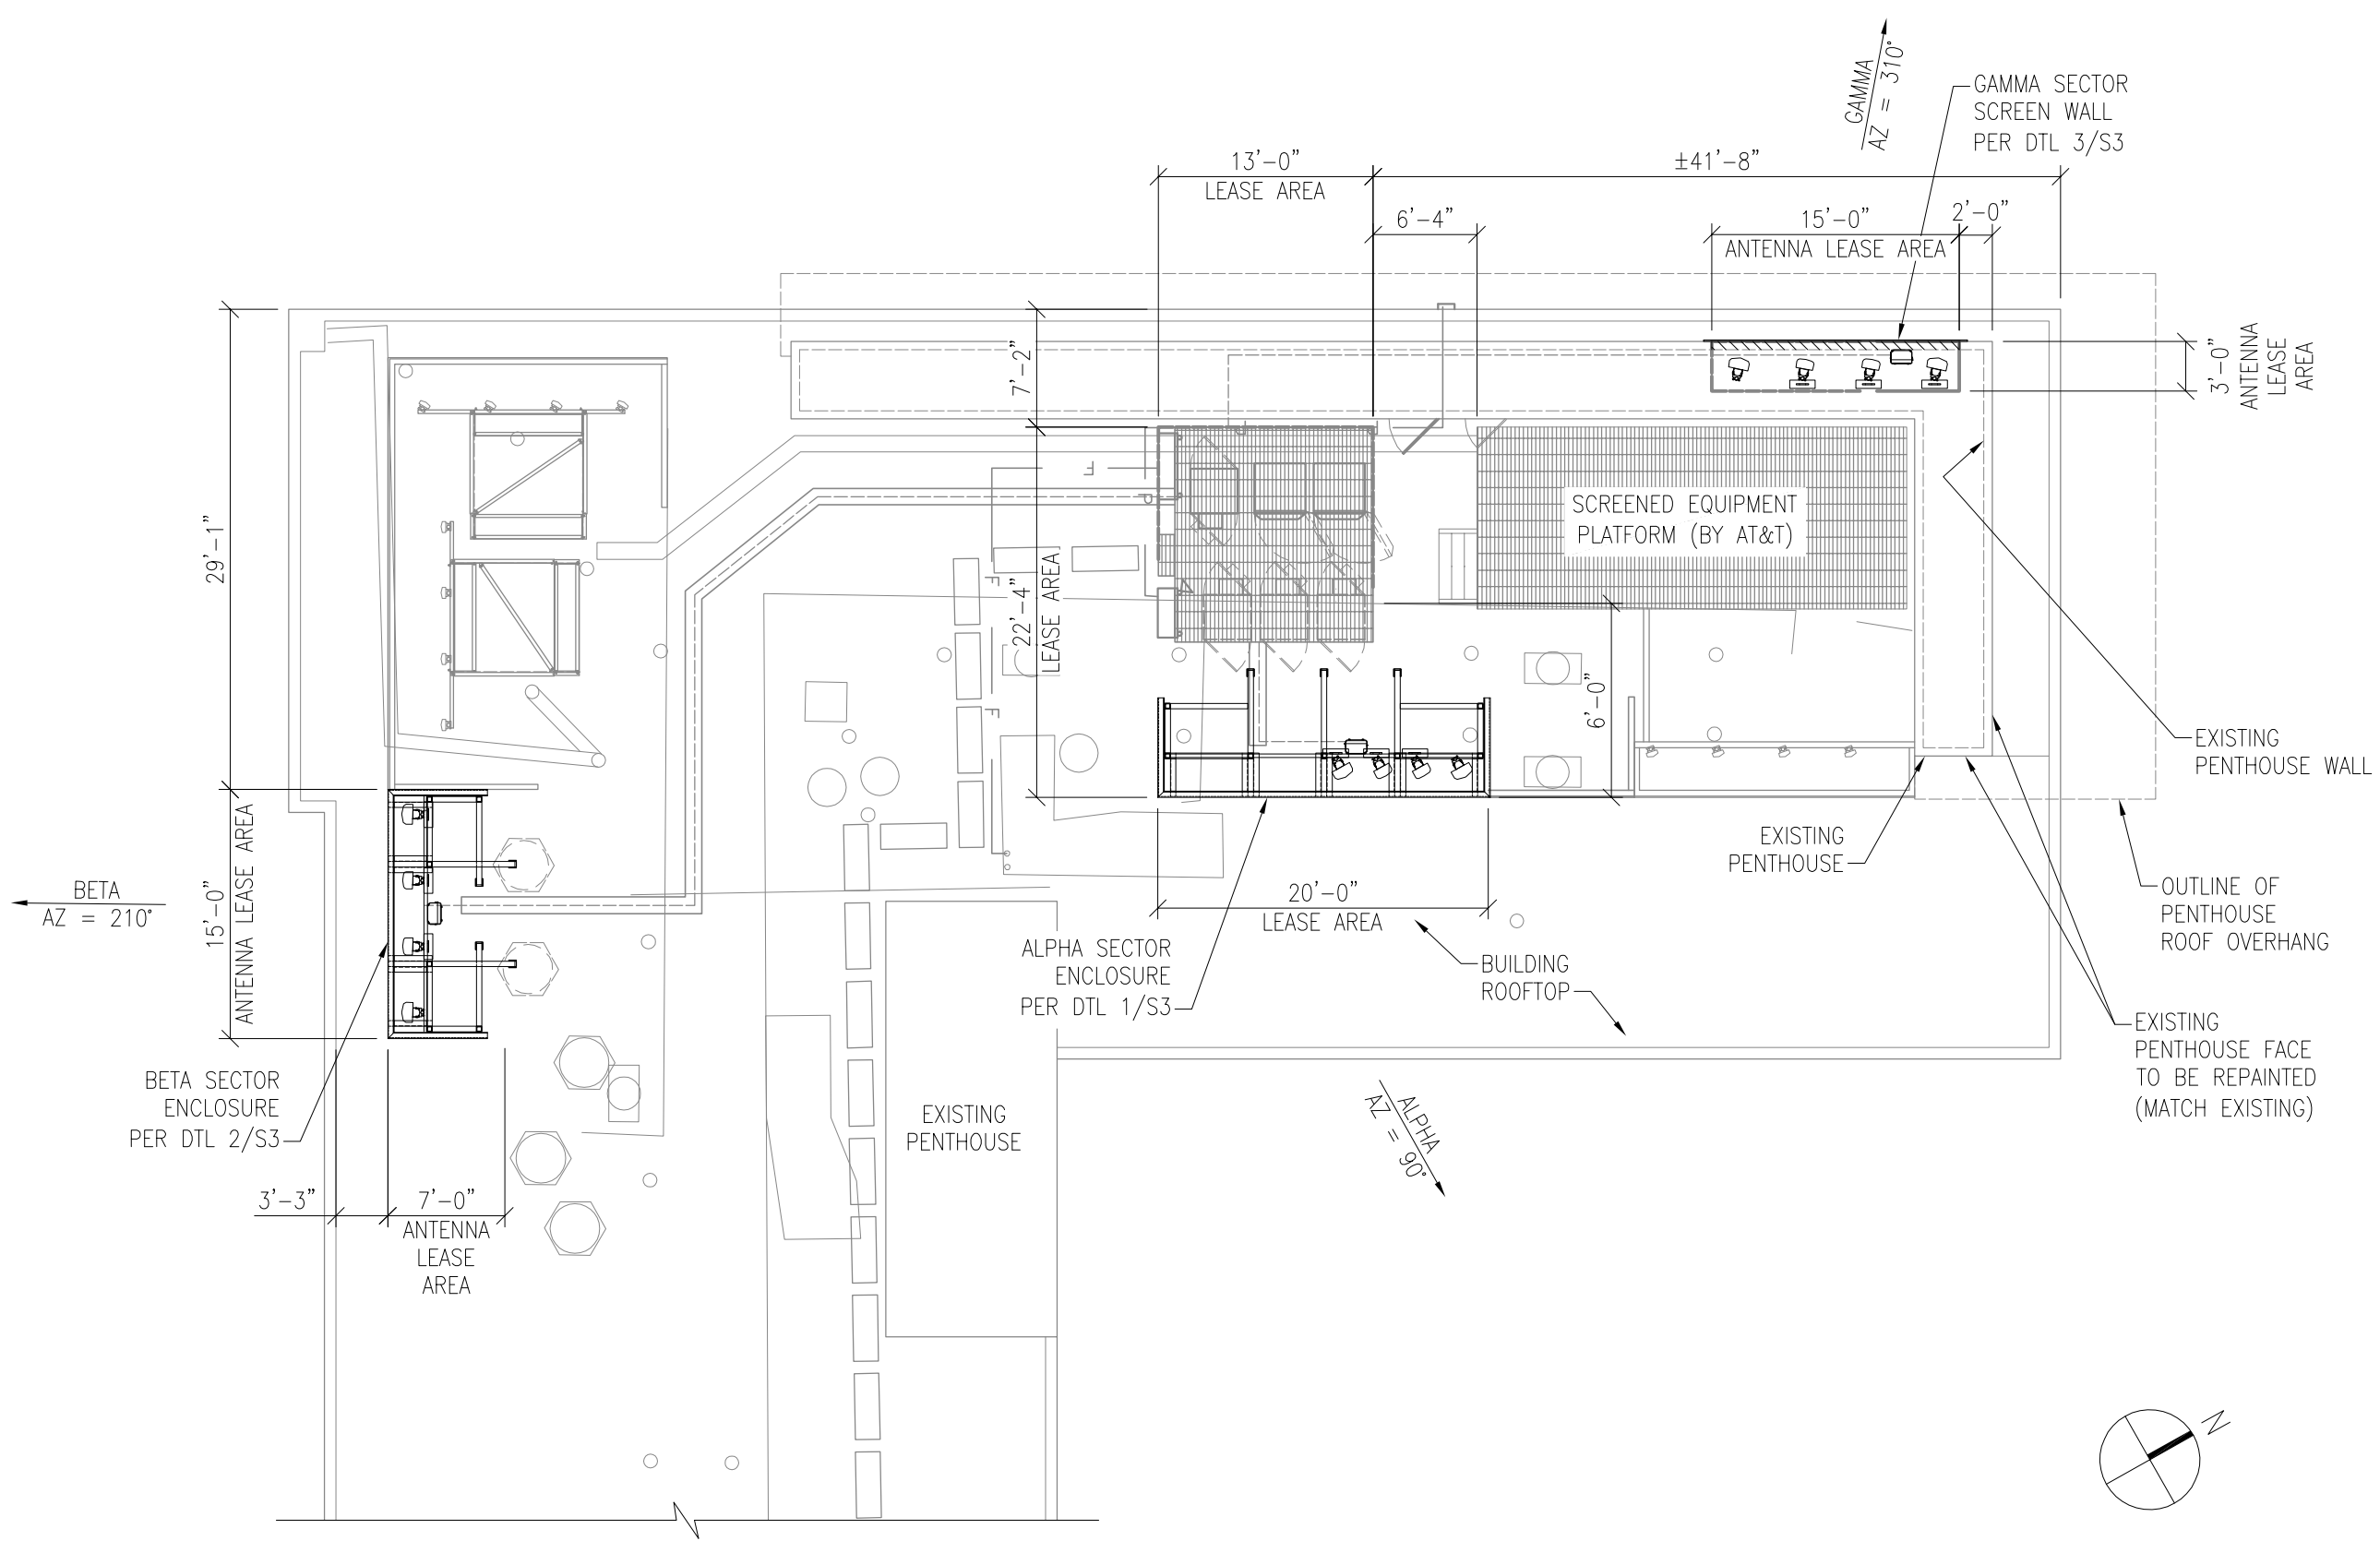 GAMMA
AZ = 310°
GAMMA SECTOR
SCREEN WALL
PER DTL 3/S3
13'-0"
LEASE AREA
±41'-8"
6'-4"
15'-0"
ANTENNA LEASE AREA
2'-0"
3'-0"
ANTENNA
LEASE
AREA
7'-2"
29'-1"
22'-4"
LEASE AREA
F
P
F
F
SCREENED EQUIPMENT
PLATFORM (BY AT&T)
6'-0"
EXISTING
PENTHOUSE WALL
EXISTING
PENTHOUSE
OUTLINE OF
PENTHOUSE
ROOF OVERHANG
BETA
AZ = 210°
15'-0"
ANTENNA LEASE AREA
20'-0"
LEASE AREA
ALPHA SECTOR
ENCLOSURE
PER DTL 1/S3
BUILDING
ROOFTOP
EXISTING
PENTHOUSE FACE
TO BE REPAINTED
(MATCH EXISTING)
BETA SECTOR
ENCLOSURE
PER DTL 2/S3
EXISTING
PENTHOUSE
ALPHA
AZ = 90°
3'-3"
7'-0"
ANTENNA
LEASE
AREA
N